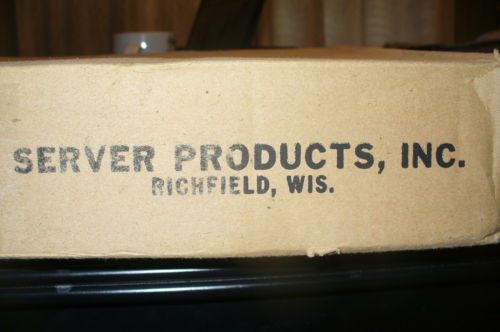 SERVER PRODUCTS, INC.
RICHFIELD, WIS.